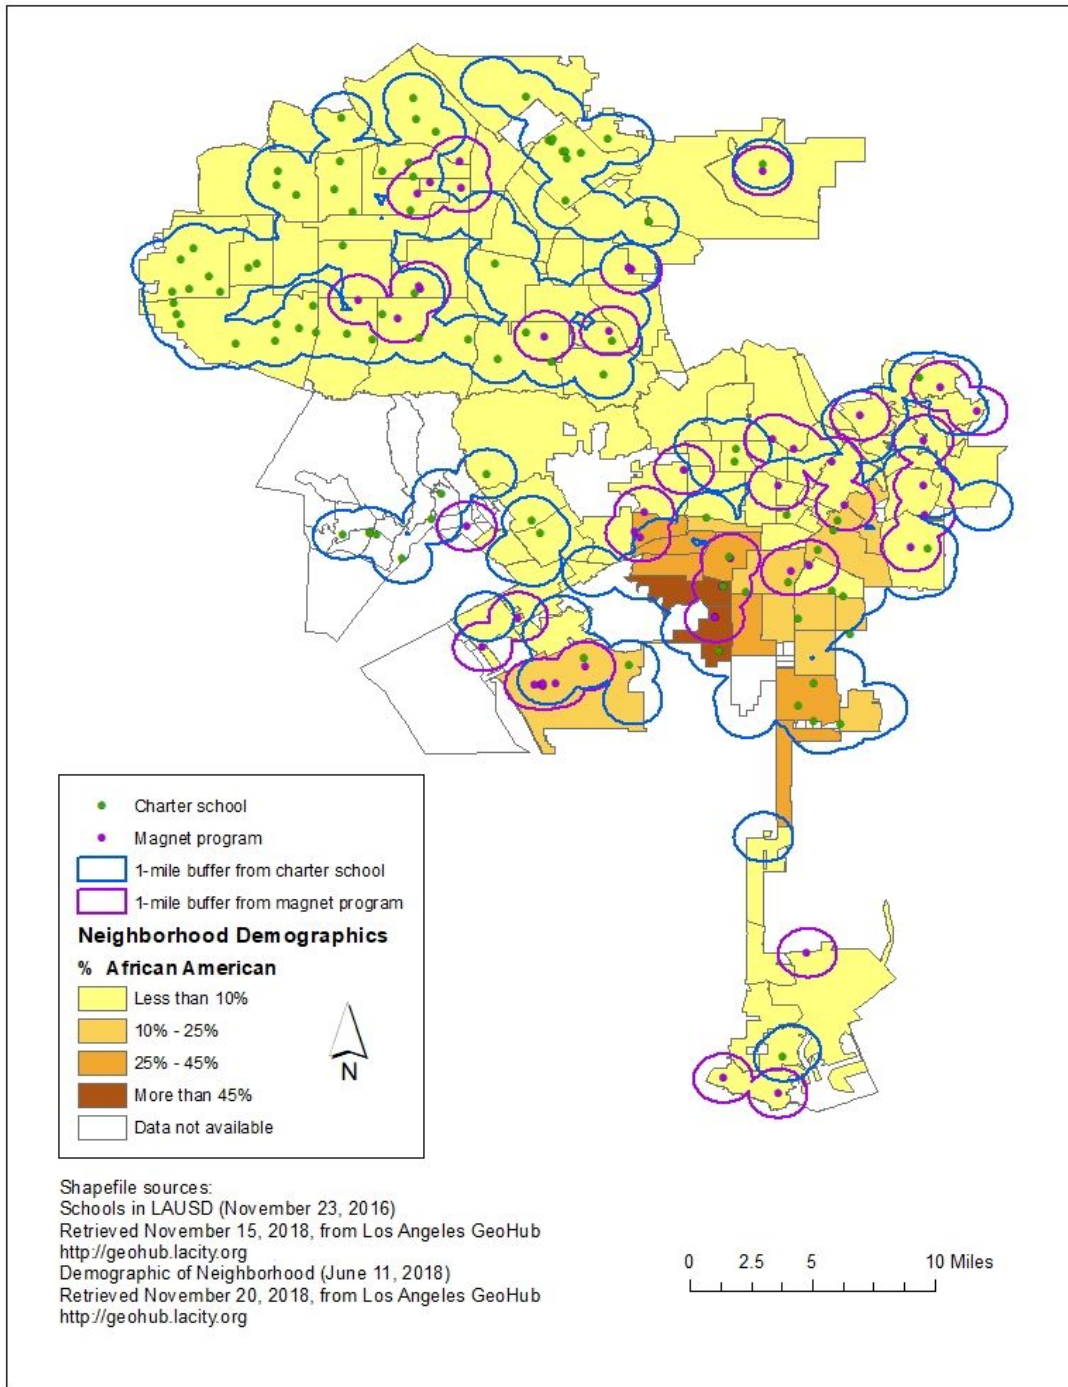 Charter school
Magnet program
1-mile buffer from charter school
1-mile buffer from magnet program
Neighborhood Demographics
% African American
Less than 10%
10% - 25%
25% - 45%
More than 45%
Data not available
N
Shapefile sources:
Schools in LAUSD (November 23, 2016)
Retrieved November 15, 2018, from Los Angeles GeoHub
http://geohub.lacity.org
Demographic of Neighborhood (June 11, 2018)
Retrieved November 20, 2018, from Los Angeles GeoHub
http://geohub.lacity.org
0 2.5 5 10 Miles